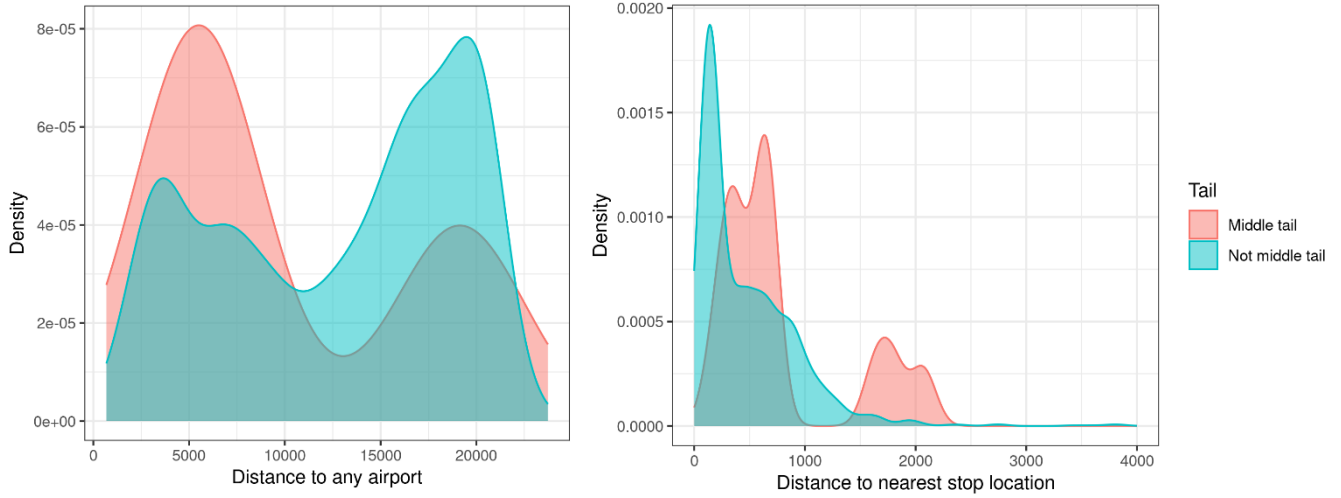 8e-05
6e-05
4e-05
2e-05
0e+00
Density
0
5000
10000
15000
20000
Distance to any airport
0.0020
0.0015
0.0010
0.0005
0.0000
Density
0
1000
2000
3000
4000
Distance to nearest stop location
Tail
Middle tail
Not middle tail